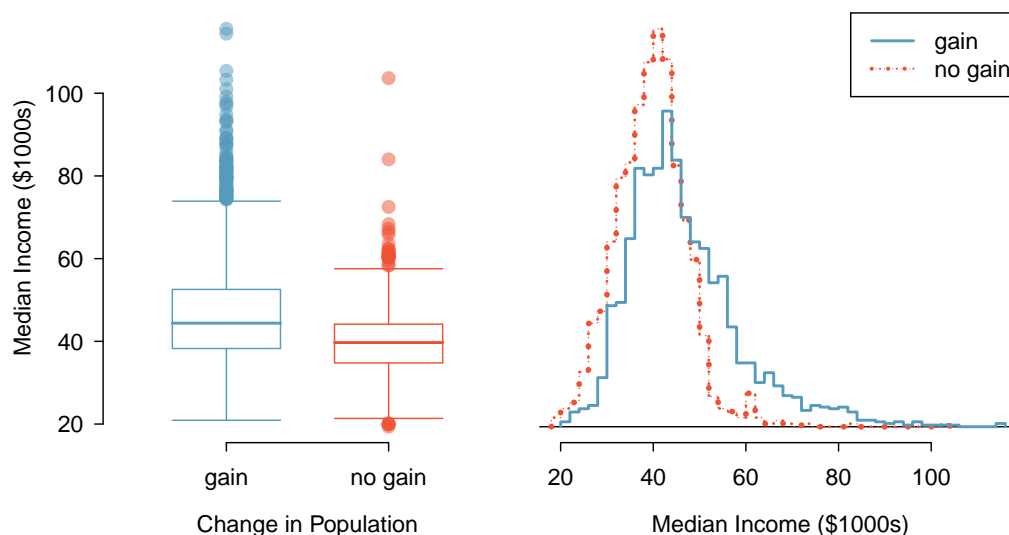 Median Income ($1000s)
100
80
60
40
20
gain
no gain
Change in Population
gain
no gain
20
40
60
80
100
Median Income ($1000s)